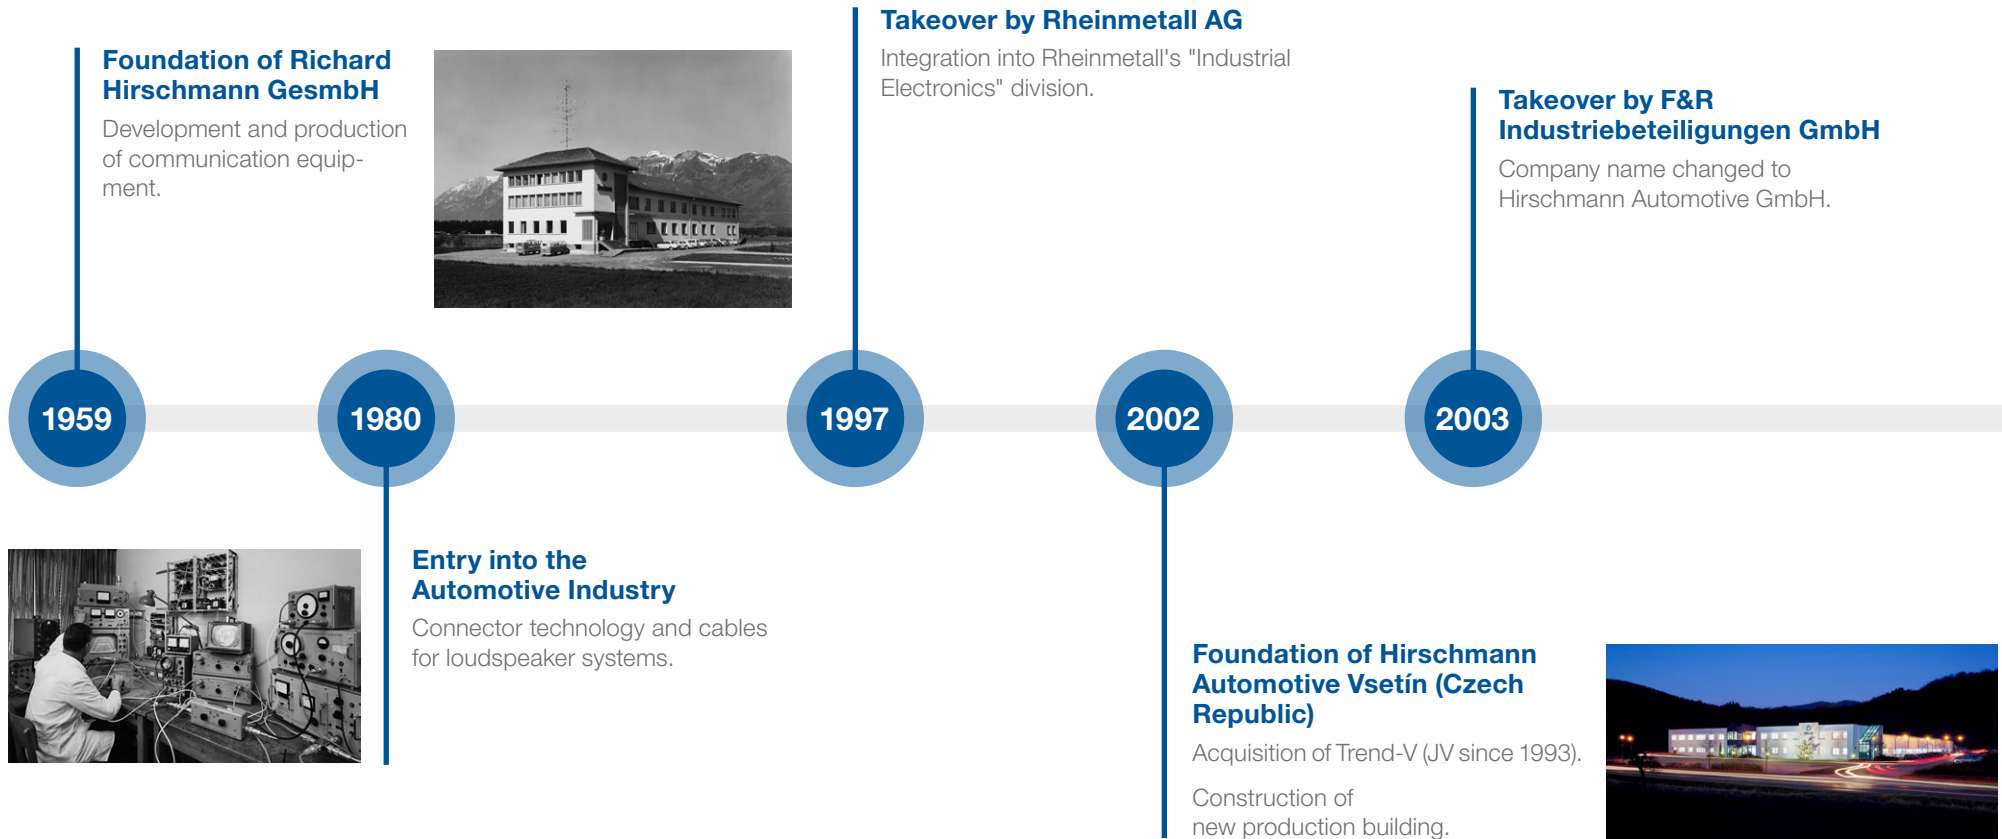 Foundation of Richard
Hirschmann GesmbH
Development and production
of communication equip-
ment.
Takeover by Rheinmetall AG
Integration into Rheinmetall's "Industrial
Electronics" division.
Takeover by F&R
Industriebeteiligungen GmbH
Company name changed to
Hirschmann Automotive GmbH.
1959
1980
1997
2002
2003
Entry into the
Automotive Industry
Connector technology and cables
for loudspeaker systems.
Foundation of Hirschmann
Automotive Vsetín (Czech
Republic)
Acquisition of Trend-V (JV since 1993).
Construction of
new production building.